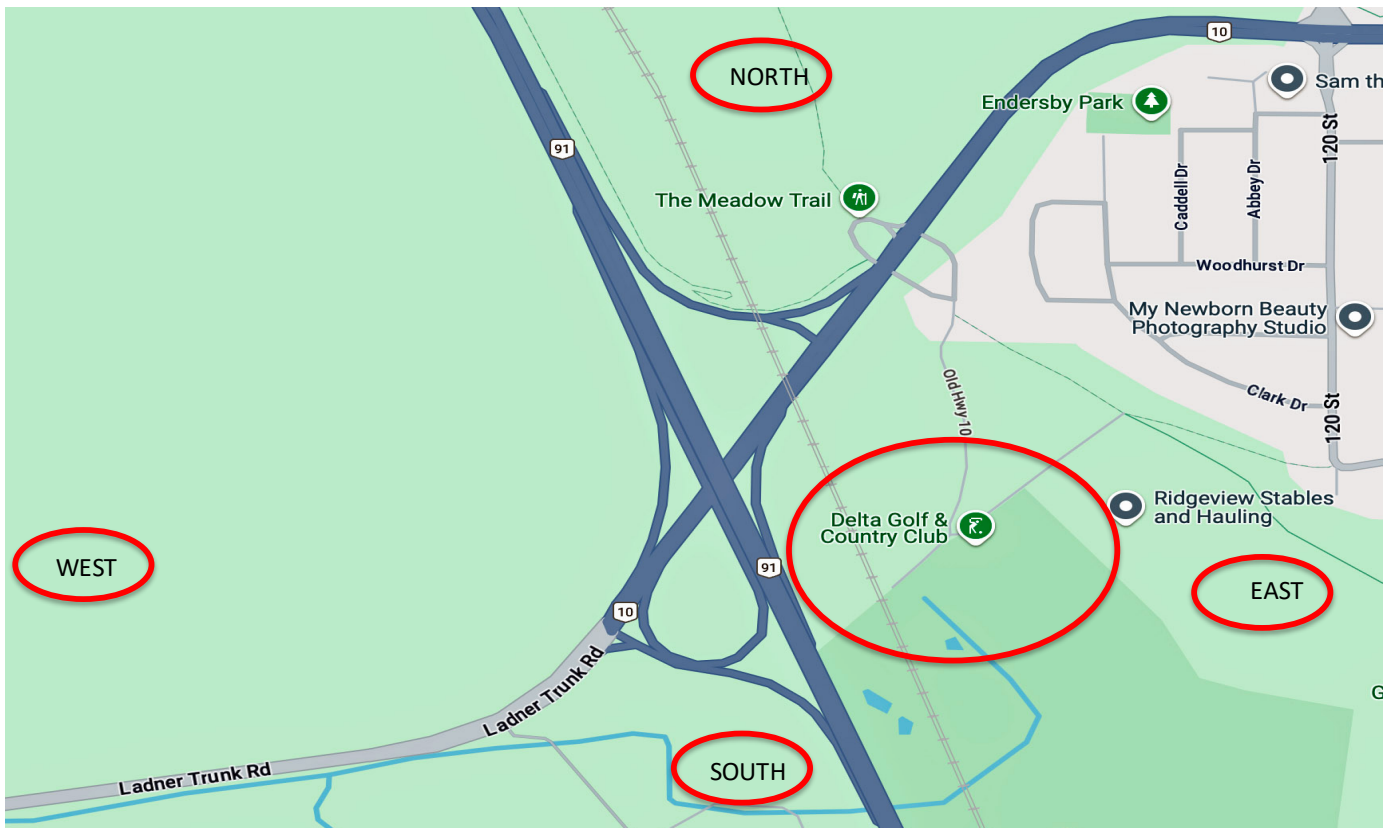 10
NORTH
Sam th
Endersby Park
91
120 St
Caddell Dr
Abbey Dr
The Meadow Trail
Woodhurst Dr
My Newborn Beauty
Photography Studio
Old Hwy 10
Clark Dr
120 St
Ridgeview Stables
and Hauling
Delta Golf &
Country Club
WEST
91
EAST
10
Ladner Trunk Rd
G
SOUTH
Ladner Trunk Rd